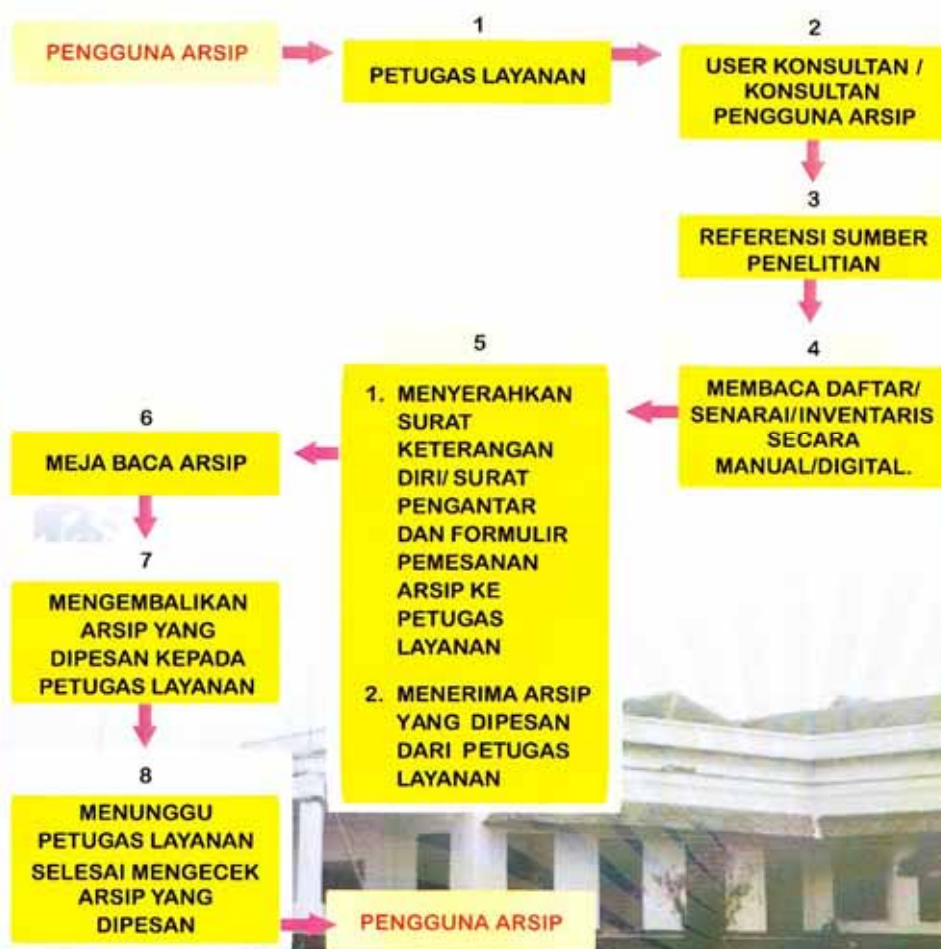 PENGGUNA ARSIP
1
PETUGAS LAYANAN
2
USER KONSULTAN /
KONSULTAN
PENGGUNA ARSIP
3
REFERENSI SUMBER
PENELITIAN
4
MEMBACA DAFTAR/
SENARAI/INVENTARIS
SECARA
MANUAL/DIGITAL.
5
1. MENYERAHKAN
SURAT
KETERANGAN
DIRI/ SURAT
PENGANTAR
DAN FORMULIR
PEMESANAN
ARSIP KE
PETUGAS
LAYANAN
2. MENERIMA ARSIP
YANG DIPESAN
DARI PETUGAS
LAYANAN
6
MEJA BACA ARSIP
7
MENGEMBALIKAN
ARSIP YANG
DIPESAN KEPADA
PETUGAS LAYANAN
8
MENUNGGU
PETUGAS LAYANAN
SELESAI MENGECEK
ARSIP YANG
DIPESAN
PENGGUNA ARSIP